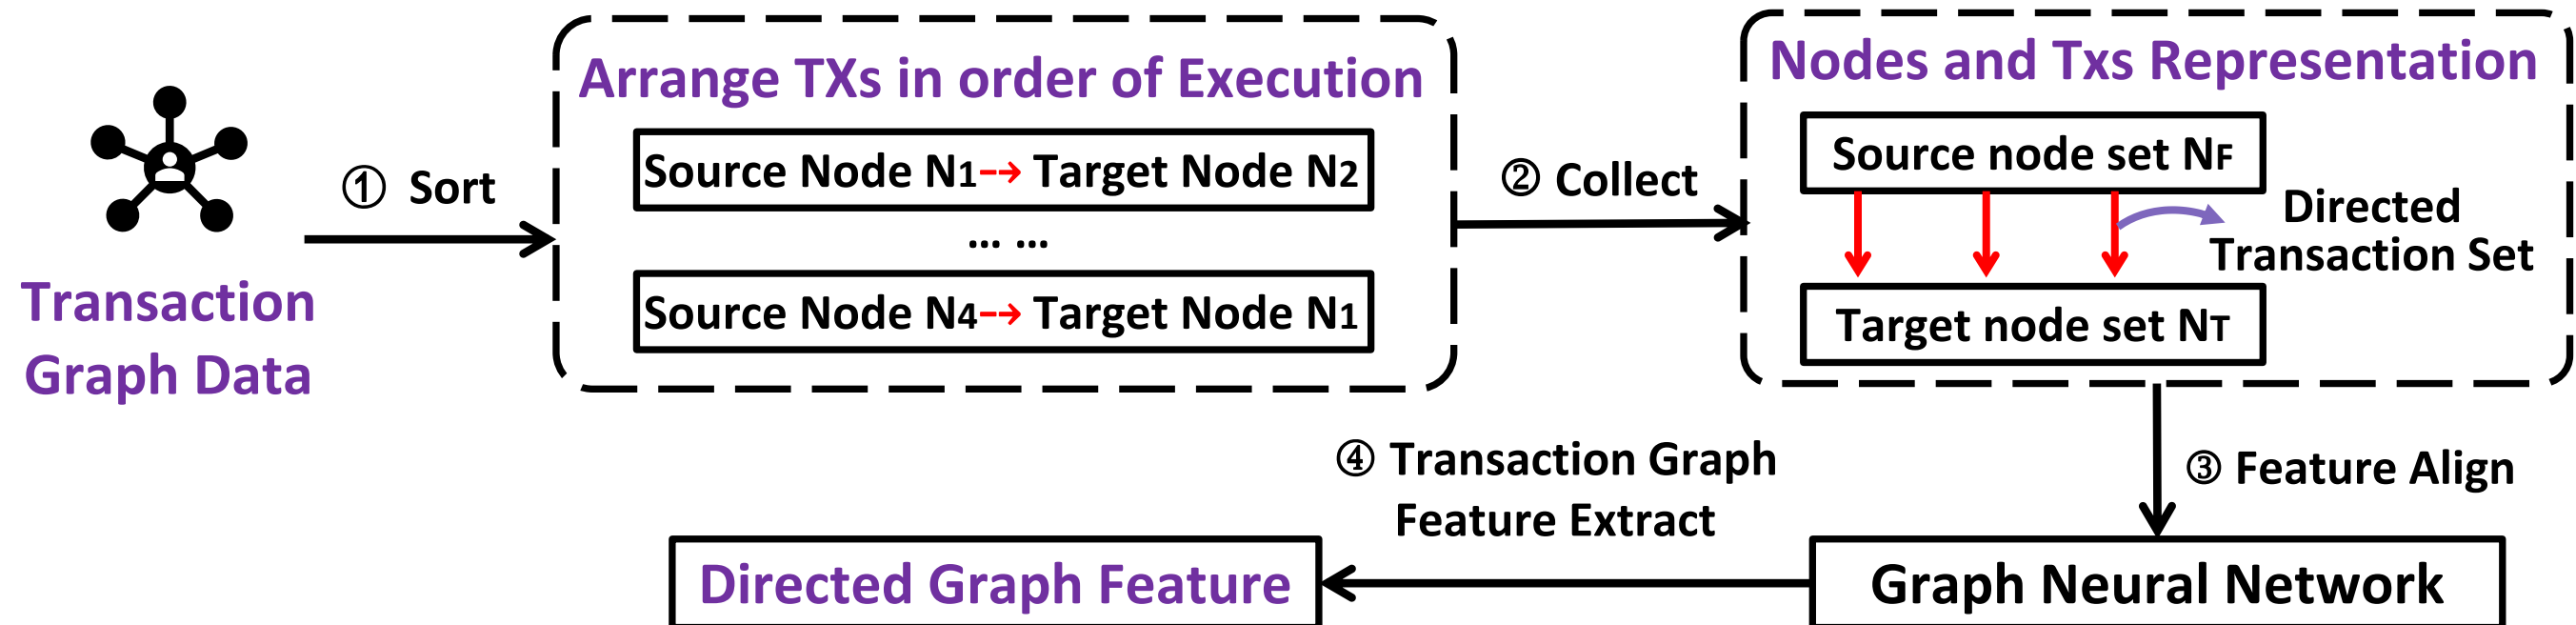 Transaction
Graph Data
① Sort
Arrange TXs in order of Execution
Source Node N1→ Target Node N2
... ...
Source Node N4→ Target Node N1
② Collect
Nodes and Txs Representation
Source node set NF
Directed
Transaction Set
Target node set NT
③ Feature Align
Graph Neural Network
④ Transaction Graph
Feature Extract
Directed Graph Feature